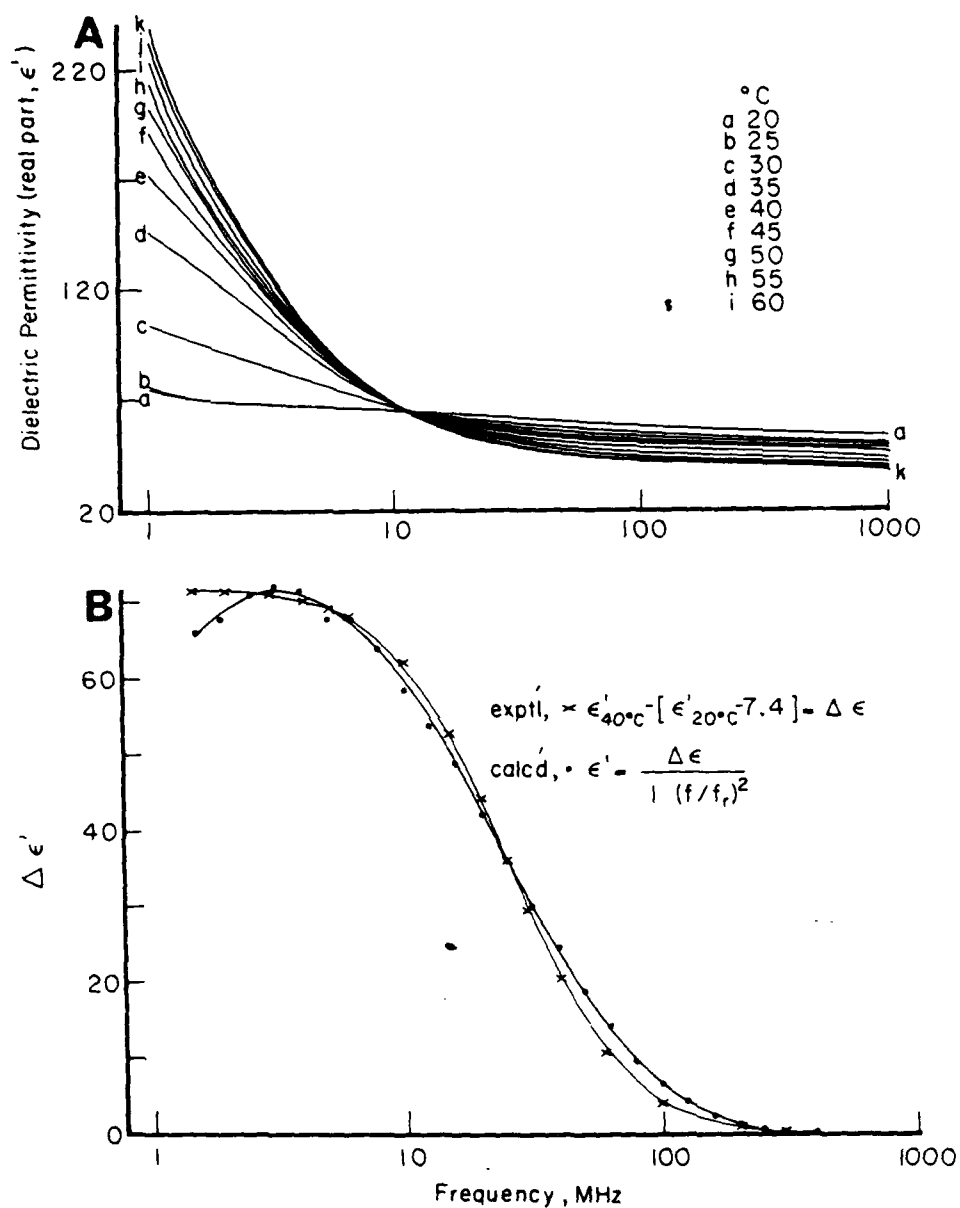 A
Dielectric Permittivity (real part, ε')
220
120
20
k
j
i
h
g
f
e
d
c
b
a
°C
a 20
b 25
c 30
d 35
e 40
f 45
g 50
h 55
i 60
a
k
1
10
100
1000
B
Δ ε'
60
40
20
0
exptl', × ε'40°C-[ε'20°C-7.4] = Δ ε
calcd', • ε' = Δ ε
1 (f/fr)²
1
10
100
1000
Frequency, MHz